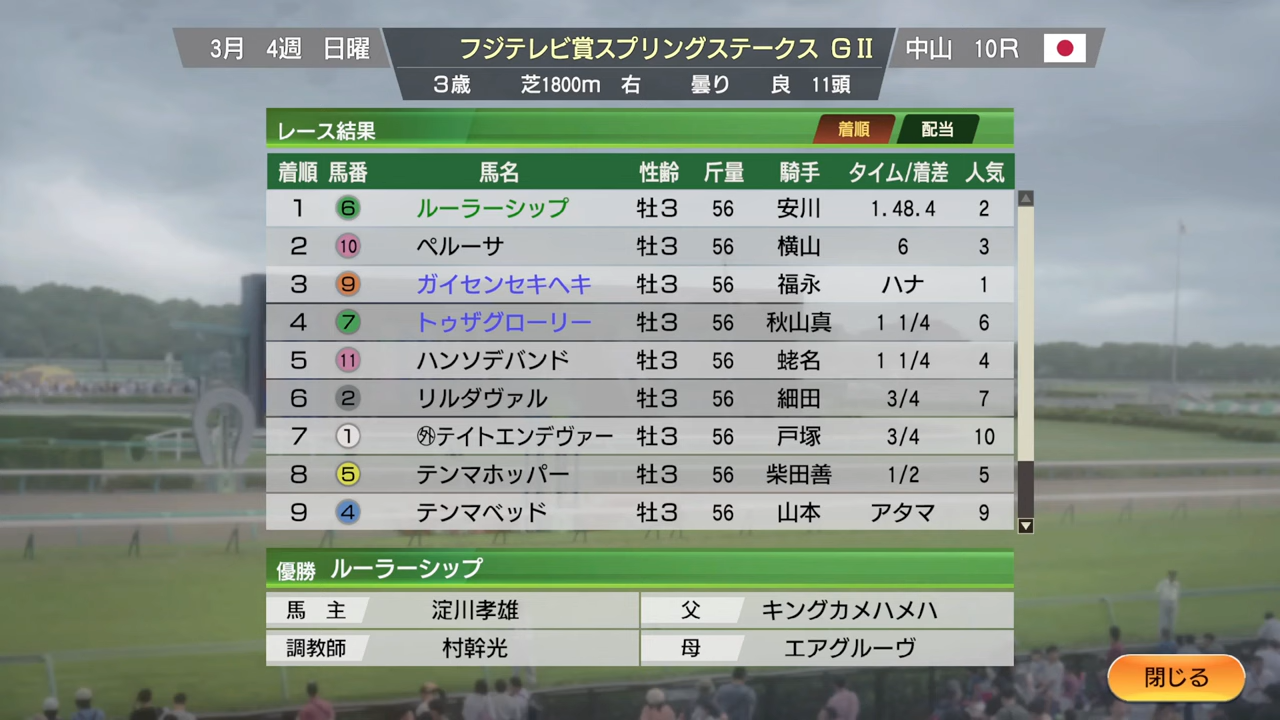 3月 4週 日曜 フジテレビ賞スプリングステークス GⅡ 中山 10R
3歳 芝1800m 右 曇り 良 11頭
レース結果 着順 配当
着順 馬番 馬名 性齢 斤量 騎手 タイム/着差 人気
1 6 ルーラーシップ 牡3 56 安川 1.48.4 2
2 10 ペルーサ 牡3 56 横山 6 3
3 9 ガイセンセキヘキ 牡3 56 福永 ハナ 1
4 7 トゥザグローリー 牡3 56 秋山真 1 1/4 6
5 11 ハンソデバンド 牡3 56 蛯名 1 1/4 4
6 2 リルダヴァル 牡3 56 細田 3/4 7
7 1 ㋕テイトエンデヴァー 牡3 56 戸塚 3/4 10
8 5 テンマホッパー 牡3 56 柴田善 1/2 5
9 4 テンマベッド 牡3 56 山本 アタマ 9
優勝 ルーラーシップ
馬主 淀川孝雄 父 キングカメハメハ
調教師 村幹光 母 エアグルーヴ
閉じる